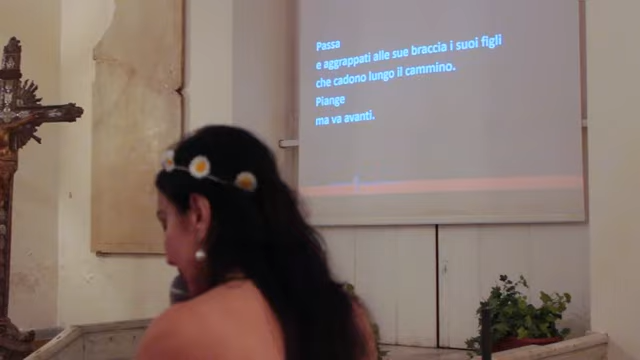 Passa
e aggrappati alle sue braccia i suoi figli
che cadono lungo il cammino.
Piange
ma va avanti.